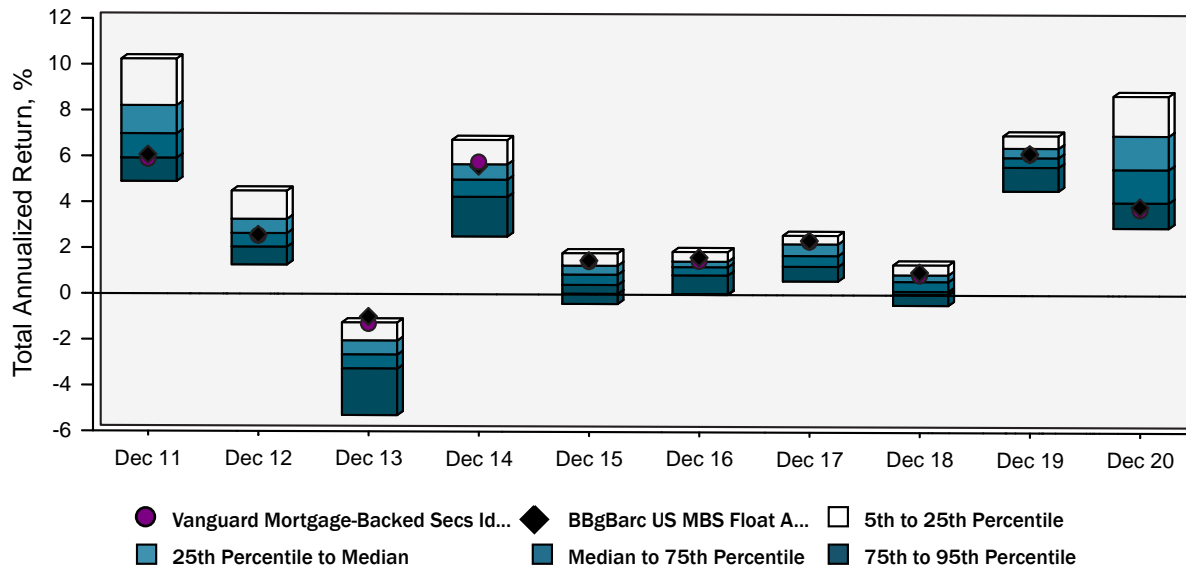 Total Annualized Return, %
12
10
8
6
4
2
0
-2
-4
-6
Dec 11 Dec 12 Dec 13 Dec 14 Dec 15 Dec 16 Dec 17 Dec 18 Dec 19 Dec 20
Vanguard Mortgage-Backed Secs Id... BBgBarc US MBS Float A... 5th to 25th Percentile
25th Percentile to Median Median to 75th Percentile 75th to 95th Percentile